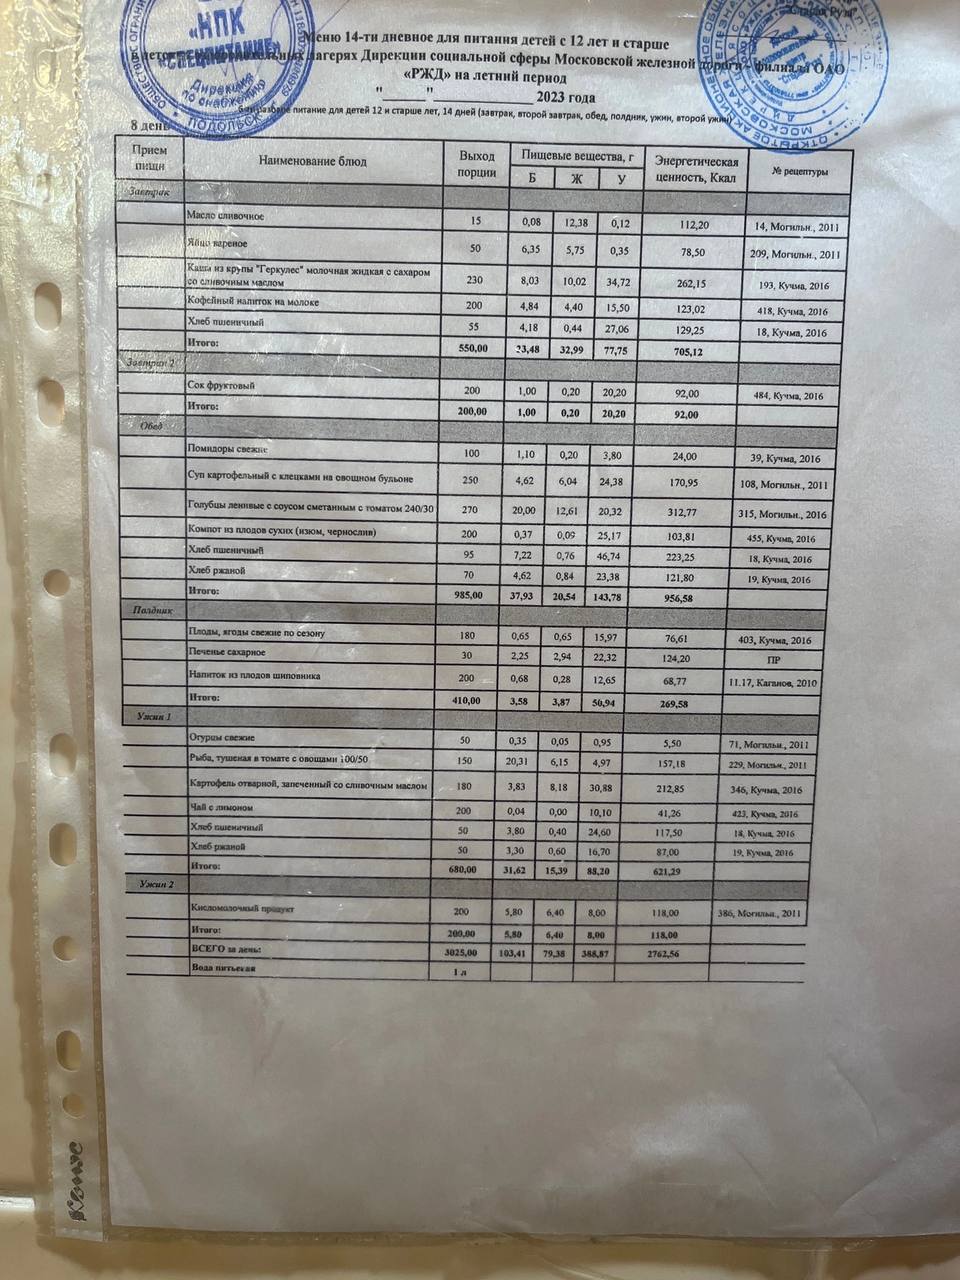 «НПК
«СПЕЦПИТАНИЕ»
Дирекция
по снабжению
ПОДОЛЬСК
Меню 14-ти дневное для питания детей с 12 лет и старше
лагерях Дирекции социальной сферы Московской железной дороги - филиала ОАО
«РЖД» на летний период
"______"______________ 2023 года
питание для детей 12 и старше лет, 14 дней (завтрак, второй завтрак, обед, полдник, ужин, второй ужин)
8 день
Прием пищи Наименование блюд Выход порции Пищевые вещества, г Б Ж У Энергетическая ценность, Ккал № рецептуры
Завтрак
Масло сливочное 15 0,08 12,38 0,12 112,20 14, Могильн., 2011
Яйцо вареное 50 6,35 5,75 0,35 78,50 209, Могильн., 2011
Каша из крупы "Геркулес" молочная жидкая с сахаром
со сливочным маслом 230 8,03 10,02 34,72 262,15 193, Кучма, 2016
Кофейный напиток на молоке 200 4,84 4,40 15,50 123,02 418, Кучма, 2016
Хлеб пшеничный 55 4,18 0,44 27,06 129,25 18, Кучма, 2016
Итого: 550,00 23,48 32,99 77,75 705,12
Завтрак 2
Сок фруктовый 200 1,00 0,20 20,20 92,00 484, Кучма, 2016
Итого: 200,00 1,00 0,20 20,20 92,00
Обед
Помидоры свежие 100 1,10 0,20 3,80 24,00 39, Кучма, 2016
Суп картофельный с клецками на овощном бульоне 250 4,62 6,04 24,38 170,95 108, Могильн., 2011
Голубцы ленивые с соусом сметанным с томатом 240/30 270 20,00 12,61 20,32 312,77 315, Могильн., 2016
Компот из плодов сухих (изюм, чернослив) 200 0,37 0,09 25,17 103,81 455, Кучма, 2016
Хлеб пшеничный 95 7,22 0,76 46,74 223,25 18, Кучма, 2016
Хлеб ржаной 70 4,62 0,84 23,38 121,80 19, Кучма, 2016
Итого: 985,00 37,93 20,54 143,78 956,58
Полдник
Плоды, ягоды свежие по сезону 180 0,65 0,65 15,97 76,61 403, Кучма, 2016
Печенье сахарное 30 2,25 2,94 22,32 124,20 ПР
Напиток из плодов шиповника 200 0,68 0,28 12,65 68,77 11.17, Каганов, 2010
Итого: 410,00 3,58 3,87 50,94 269,58
Ужин 1
Огурцы свежие 50 0,35 0,05 0,95 5,50 71, Могильн., 2011
Рыба, тушеная в томате с овощами 100/50 150 20,31 6,15 4,97 157,18 229, Могильн., 2011
Картофель отварной, запеченный со сливочным маслом 180 3,83 8,18 30,88 212,85 346, Кучма, 2016
Чай с лимоном 200 0,04 0,00 10,10 41,26 423, Кучма, 2016
Хлеб пшеничный 50 3,80 0,40 24,60 117,50 18, Кучма, 2016
Хлеб ржаной 50 3,30 0,60 16,70 87,00 19, Кучма, 2016
Итого: 680,00 31,62 15,39 88,20 621,29
Ужин 2
Кисломолочный продукт 200 5,80 6,40 8,00 118,00 386, Могильн., 2011
Итого: 200,00 5,80 6,40 8,00 118,00
ВСЕГО за день: 3025,00 103,41 79,38 388,87 2762,56
Вода питьевая 1 л
Комус